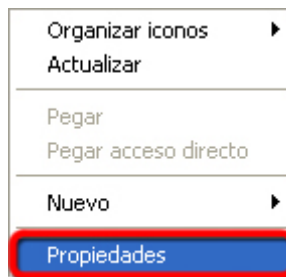 Organizar iconos
Actualizar
Pegar
Pegar acceso directo
Nuevo
Propiedades